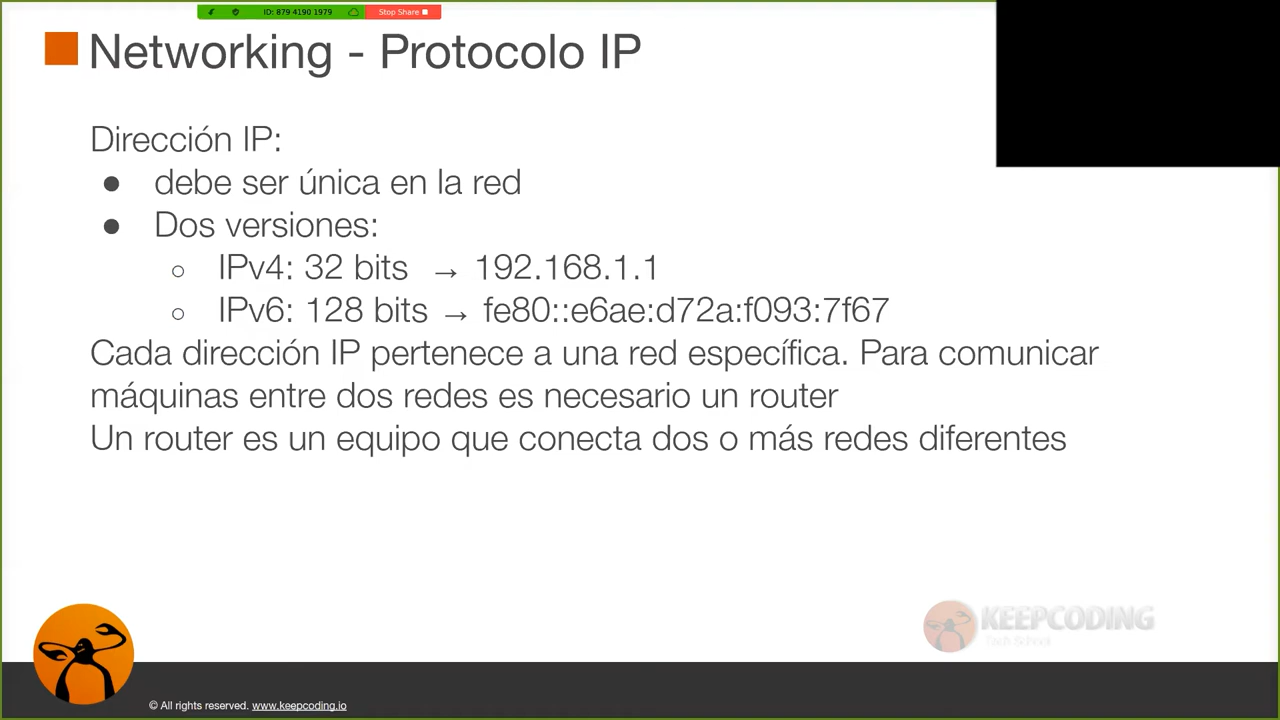 ID: 879 4190 1979 Stop Share
Networking - Protocolo IP
Dirección IP:
● debe ser única en la red
● Dos versiones:
○ IPv4: 32 bits → 192.168.1.1
○ IPv6: 128 bits → fe80::e6ae:d72a:f093:7f67
Cada dirección IP pertenece a una red específica. Para comunicar
máquinas entre dos redes es necesario un router
Un router es un equipo que conecta dos o más redes diferentes
KEEPCODING
Tech School
© All rights reserved. www.keepcoding.io